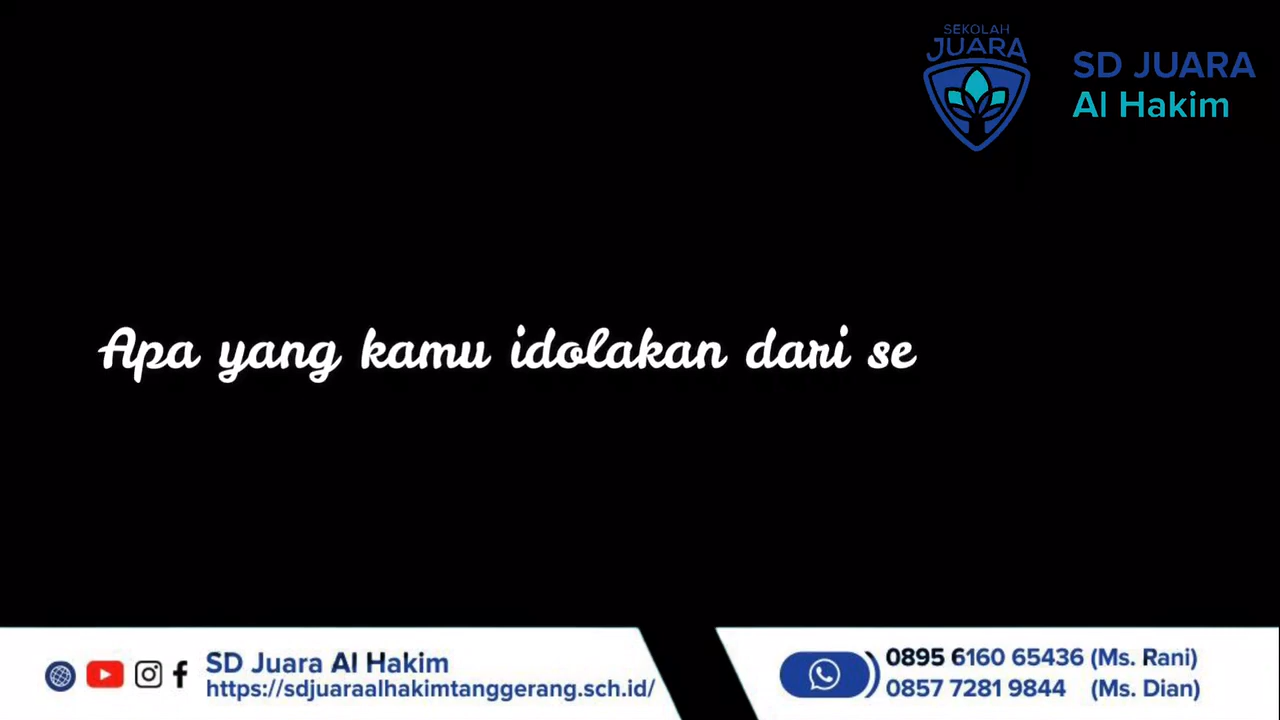 SEKOLAH
JUARA
SD JUARA
Al Hakim
Apa yang kamu idolakan dari se
SD Juara Al Hakim
https://sdjuaraalhakimtanggerang.sch.id/
0895 6160 65436 (Ms. Rani)
0857 7281 9844 (Ms. Dian)